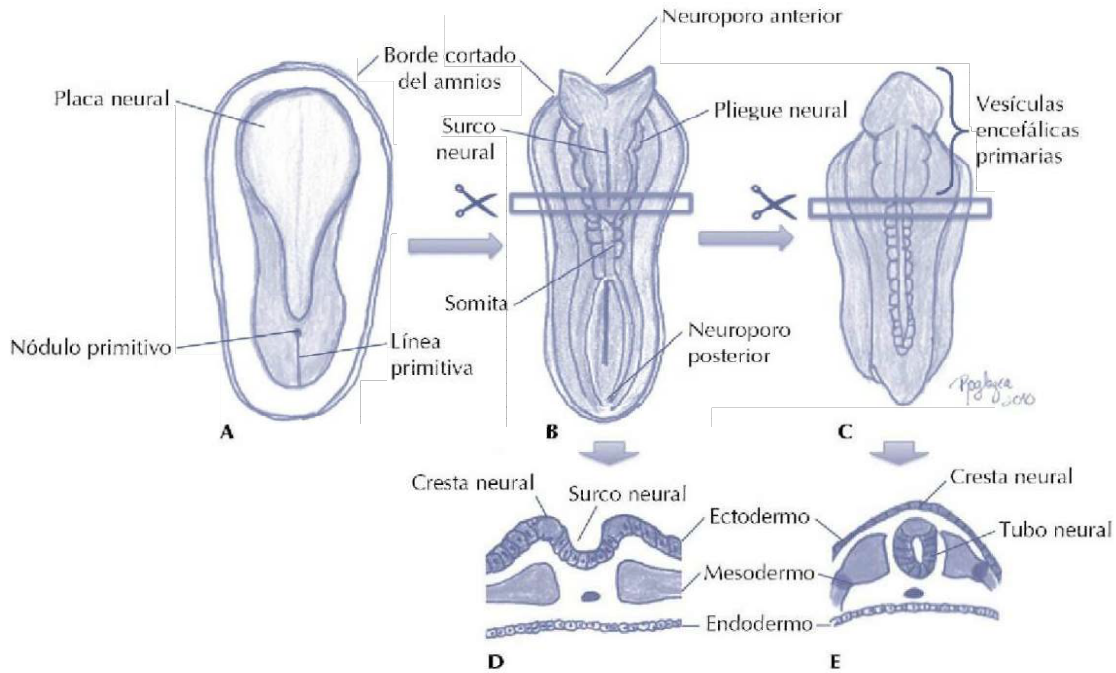 Neuroporo anterior
Borde cortado
del amnios
Placa neural
Surco
neural
Pliegue neural
Vesículas
encefálicas
primarias
Somita
Nódulo primitivo
Línea
primitiva
Neuroporo
posterior
2010
A
B
C
Cresta neural
Surco neural
Cresta neural
Ectodermo
Tubo neural
Mesodermo
Endodermo
D
E